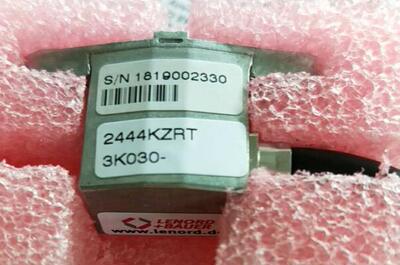 S/N 1819002330
2444KZRT
3K030-
LENORD
+BAUER
www.lenord.d